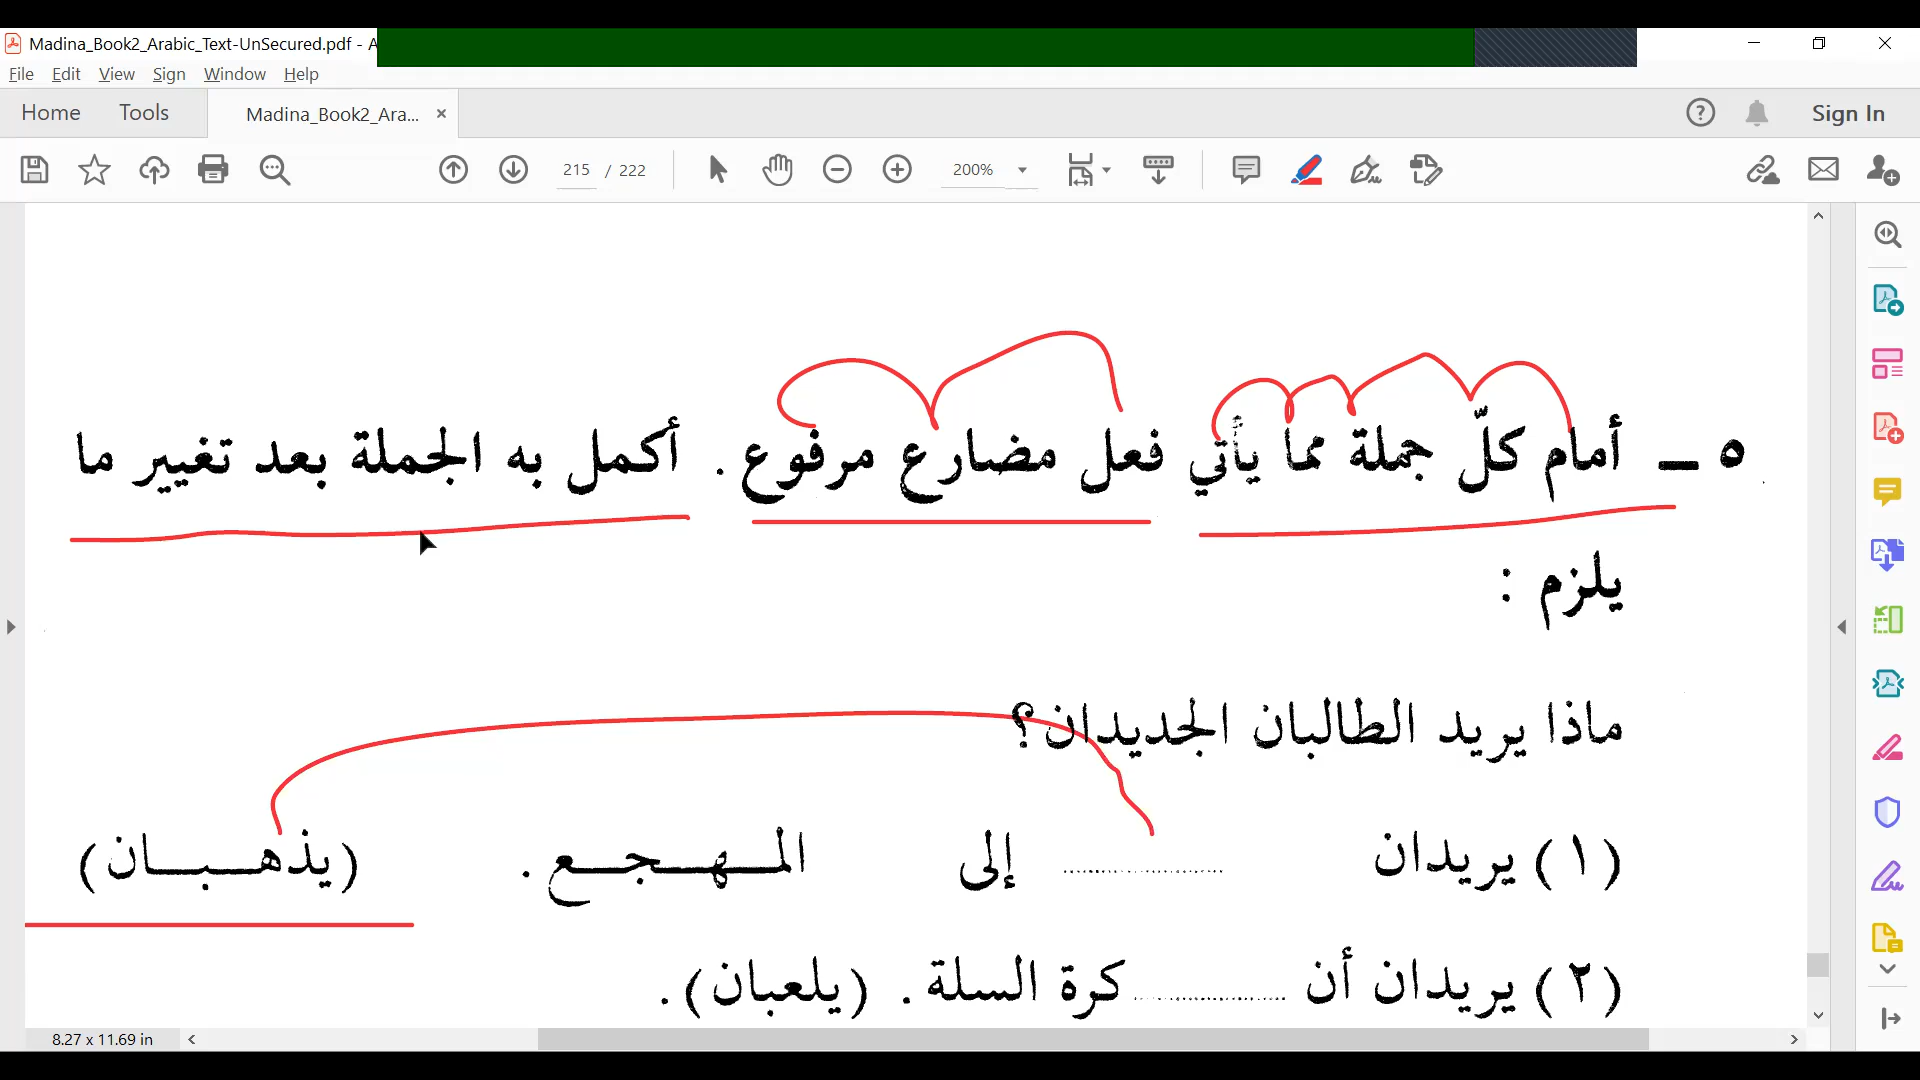 Madina_Book2_Arabic_Text-UnSecured.pdf - A
File Edit View Sign Window Help
Home Tools Madina_Book2_Ara... × Sign In
215 / 222 200%
٥ ــ أمام كلّ جملة مما يأتي فعل مضارع مرفوع . أكمل به الجملة بعد تغيير ما
يلزم :
ماذا يريد الطالبان الجديدان؟
(١) يريدان ........... إلى المـهـجـع . (يذهـبـان)
(٢) يريدان أن ........... كرة السلة . (يلعبان) .
8.27 x 11.69 in